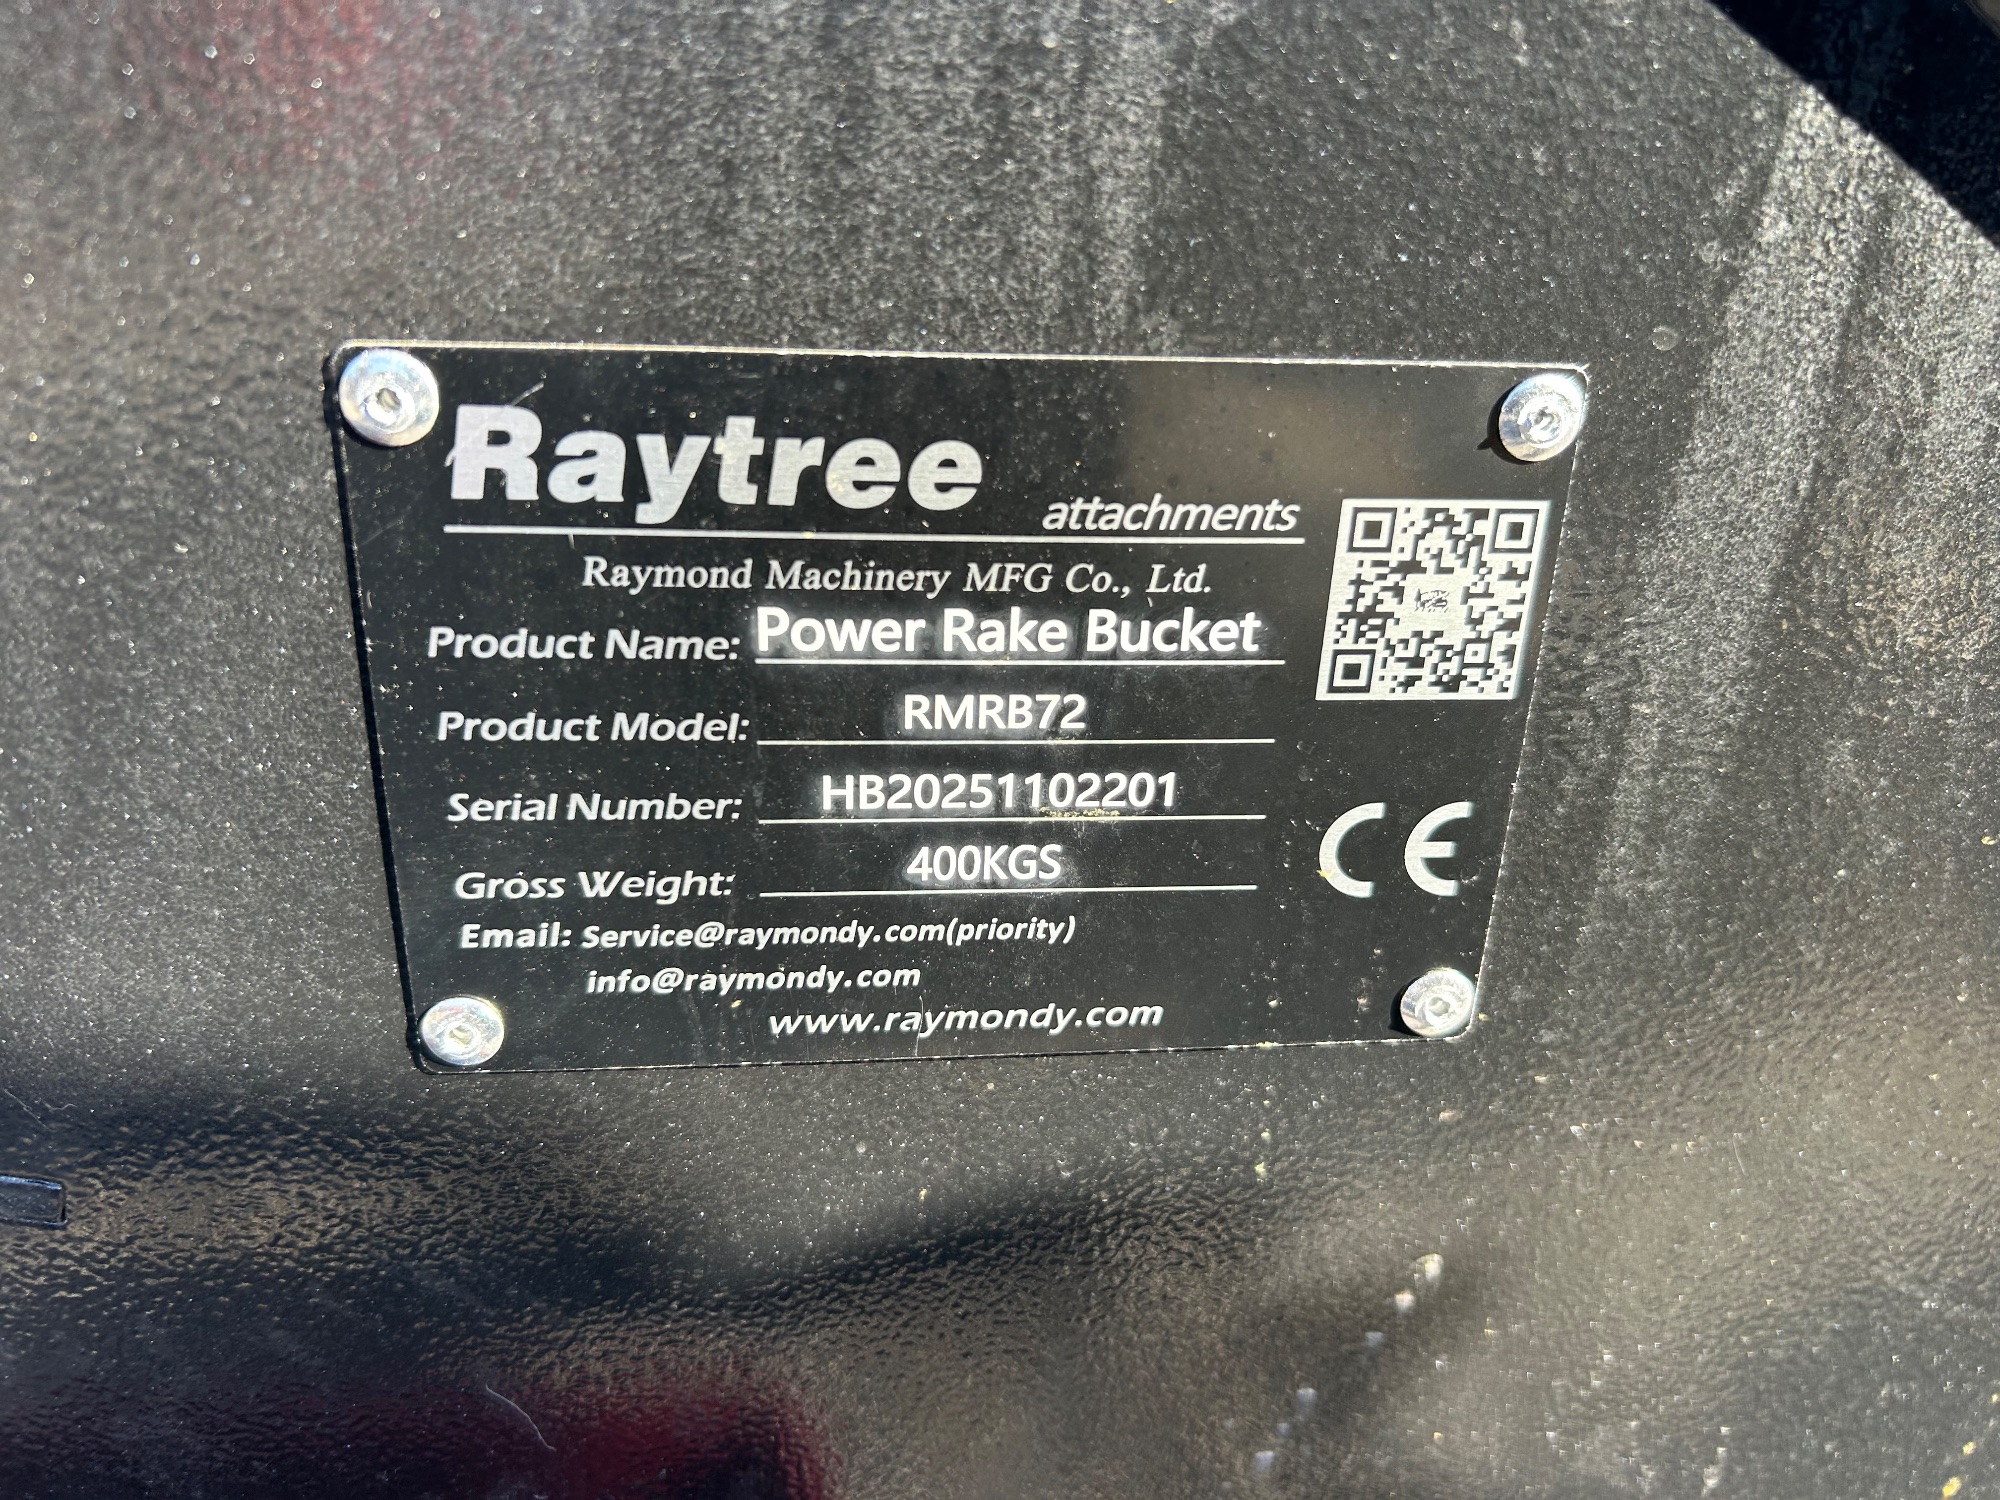 Raytree
attachments
Raymond Machinery MFG Co., Ltd.
Product Name: Power Rake Bucket
Product Model: RMRB72
Serial Number: HB20251102201
Gross Weight: 400KGS
Email: Service@raymondy.com(priority)
info@raymondy.com
www.raymondy.com
CE